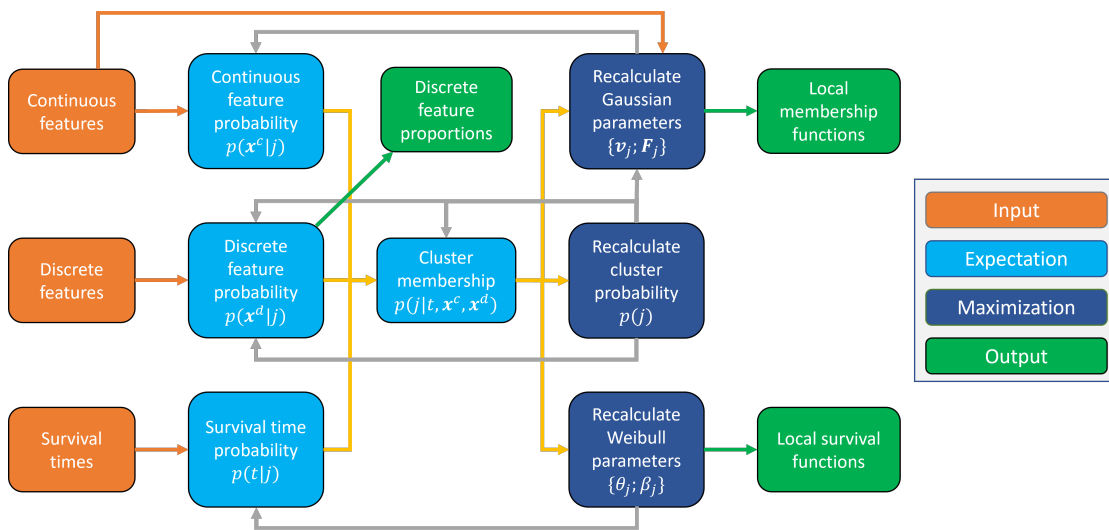 Continuous
features
Continuous
feature
probability
p(x^c|j)
Discrete
feature
proportions
Recalculate
Gaussian
parameters
{v_j; F_j}
Local
membership
functions
Discrete
features
Discrete
feature
probability
p(x^d|j)
Cluster
membership
p(j|t, x^c, x^d)
Recalculate
cluster
probability
p(j)
Survival
times
Survival time
probability
p(t|j)
Recalculate
Weibull
parameters
{θ_j; β_j}
Local survival
functions
Input
Expectation
Maximization
Output